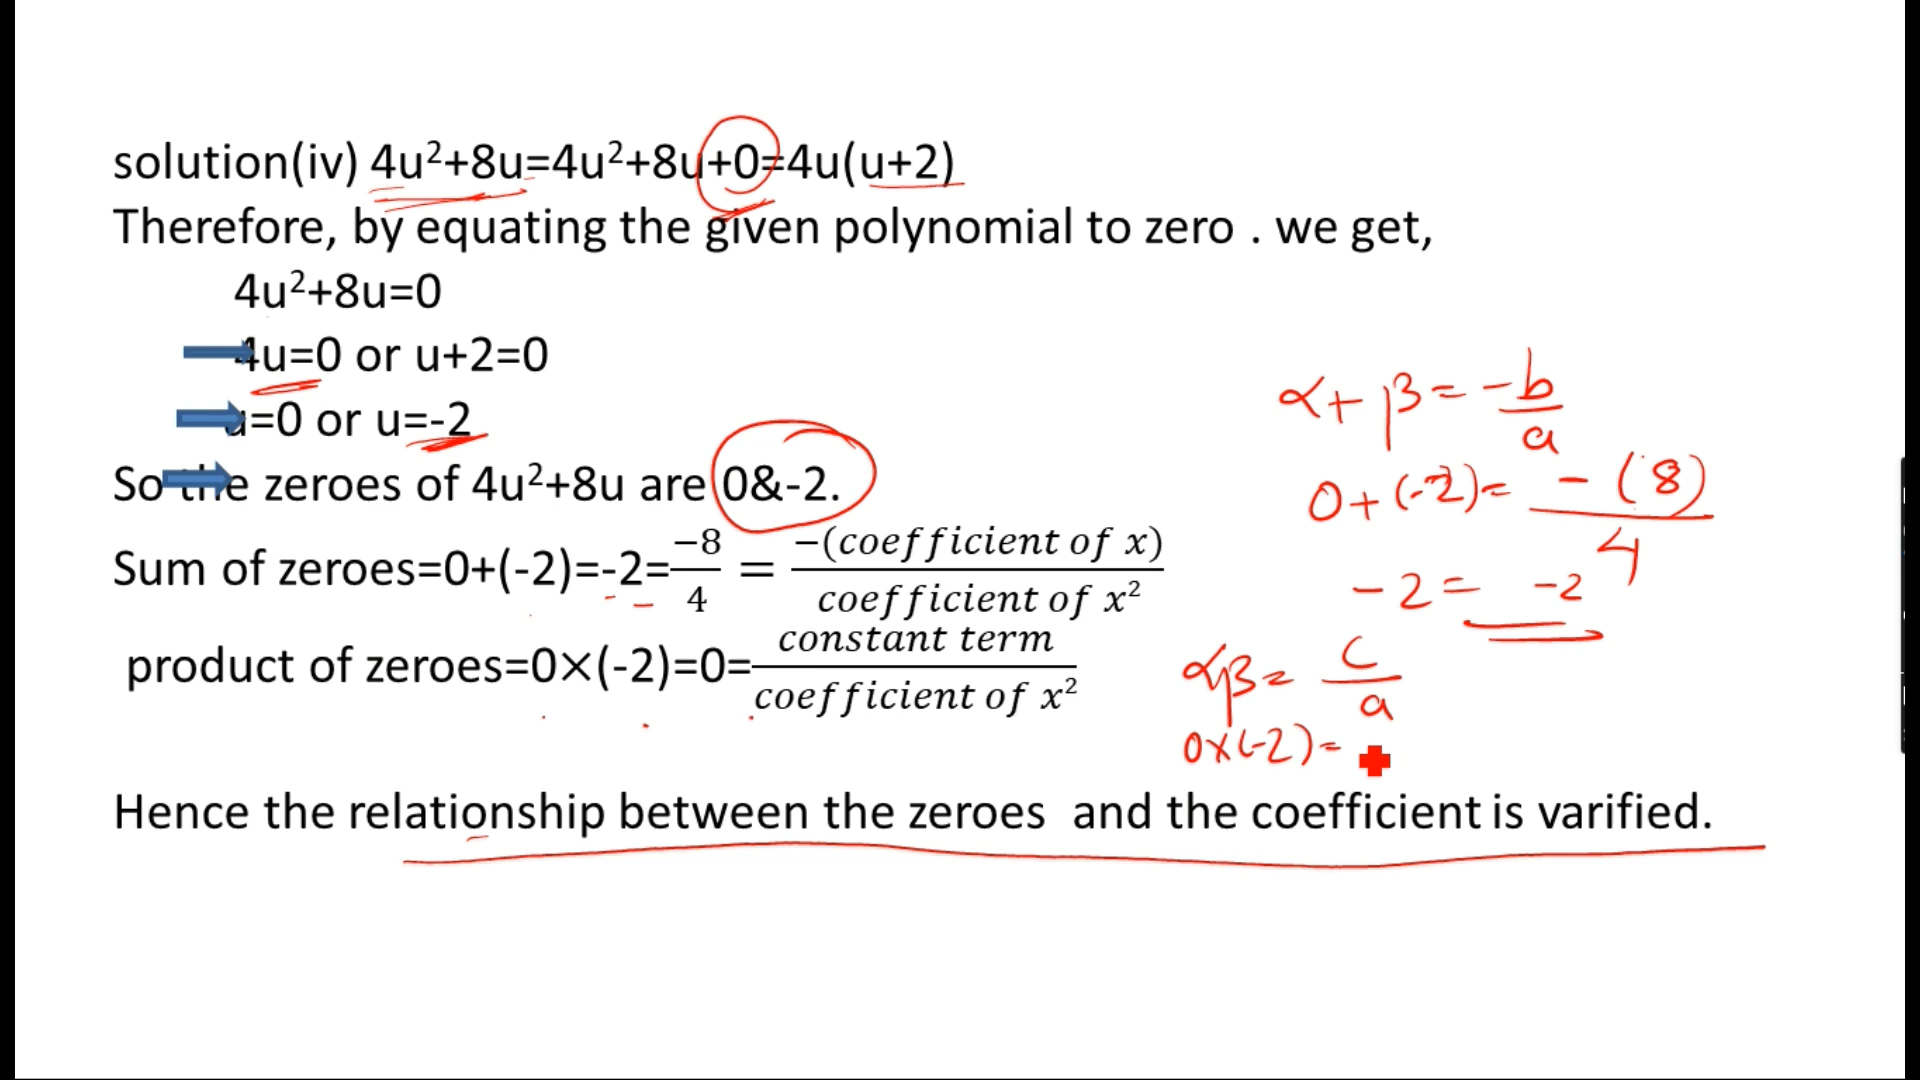 solution(iv) 4u²+8u=4u²+8u+0=4u(u+2)
Therefore, by equating the given polynomial to zero . we get,
4u²+8u=0
4u=0 or u+2=0
u=0 or u=-2
So the zeroes of 4u²+8u are 0&-2.
Sum of zeroes=0+(-2)=-2=−8/4 = −(coefficient of x)/coefficient of x²
product of zeroes=0×(-2)=0=constant term/coefficient of x²
Hence the relationship between the zeroes and the coefficient is varified.
α+β=-b/a
0+(-2)=-(8)/4
-2= -2
αβ=c/a
0×(-2)=